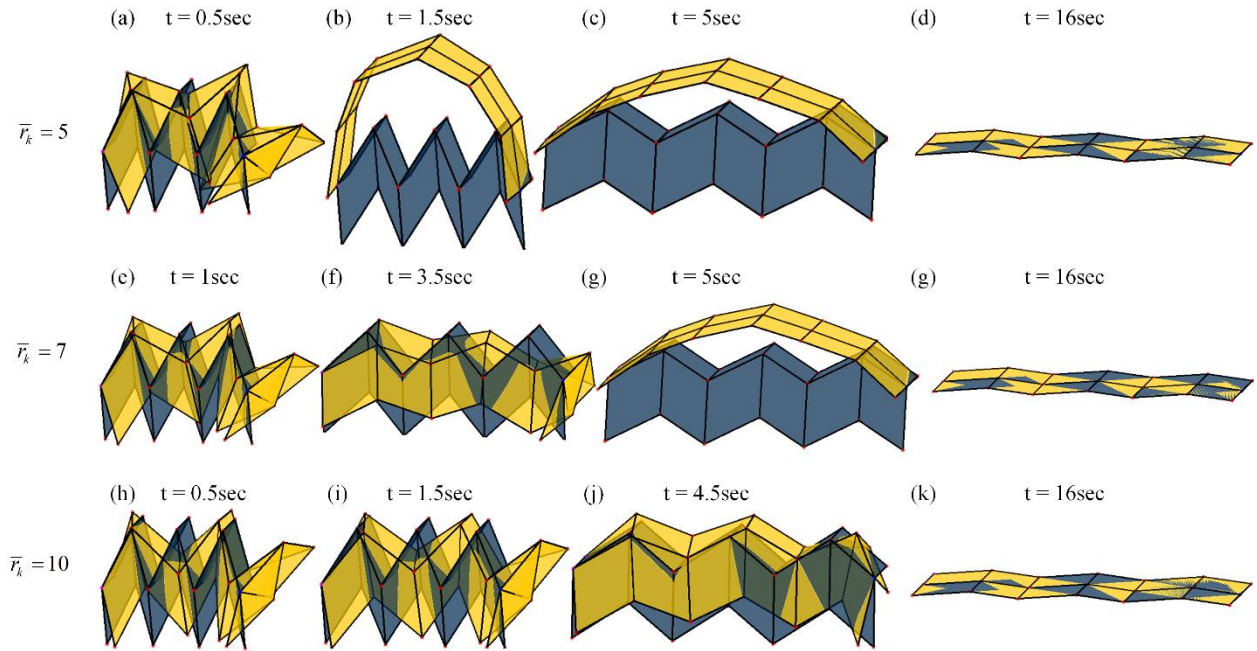 (a) t = 0.5sec (b) t = 1.5sec (c) t = 5sec (d) t = 16sec
r̅ₖ = 5
(e) t = 1sec (f) t = 3.5sec (g) t = 5sec (g) t = 16sec
r̅ₖ = 7
(h) t = 0.5sec (i) t = 1.5sec (j) t = 4.5sec (k) t = 16sec
r̅ₖ = 10